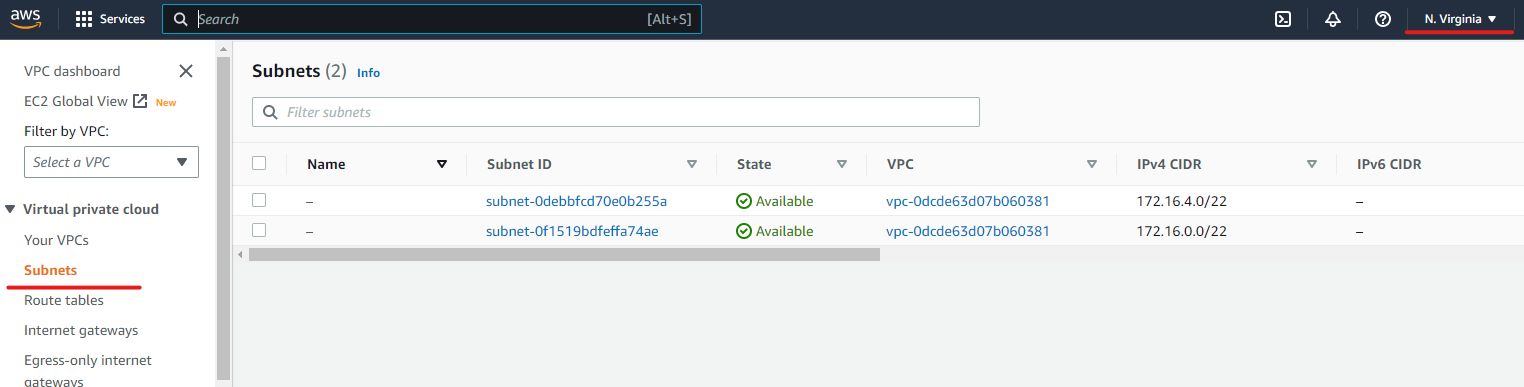 aws Services Search [Alt+S] N. Virginia
VPC dashboard
EC2 Global View New
Filter by VPC:
Select a VPC
Virtual private cloud
Your VPCs
Subnets
Route tables
Internet gateways
Egress-only internet
gateways
Subnets (2) Info
Filter subnets
Name Subnet ID State VPC IPv4 CIDR IPv6 CIDR
– subnet-0debbfcd70e0b255a Available vpc-0dcde63d07b060381 172.16.4.0/22 –
– subnet-0f1519bdfeffa74ae Available vpc-0dcde63d07b060381 172.16.0.0/22 –